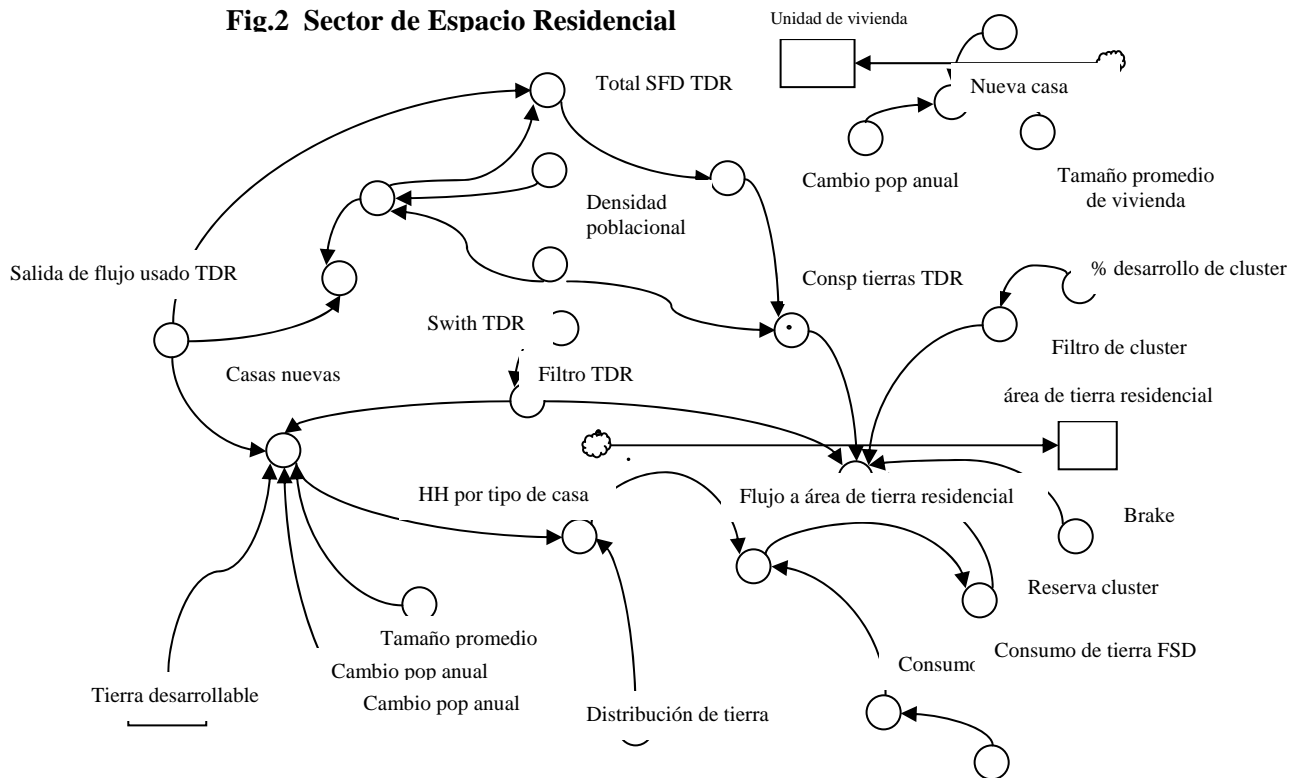 Fig.2 Sector de Espacio Residencial
Unidad de vivienda
Total SFD TDR
Nueva casa
Cambio pop anual
Tamaño promedio
de vivienda
Densidad
poblacional
Salida de flujo usado TDR
Consp tierras TDR
% desarrollo de cluster
Swith TDR
Filtro de cluster
Casas nuevas
Filtro TDR
área de tierra residencial
HH por tipo de casa
Flujo a área de tierra residencial
Brake
Reserva cluster
Tamaño promedio
Cambio pop anual
Consumo
Consumo de tierra FSD
Tierra desarrollable
Cambio pop anual
Distribución de tierra